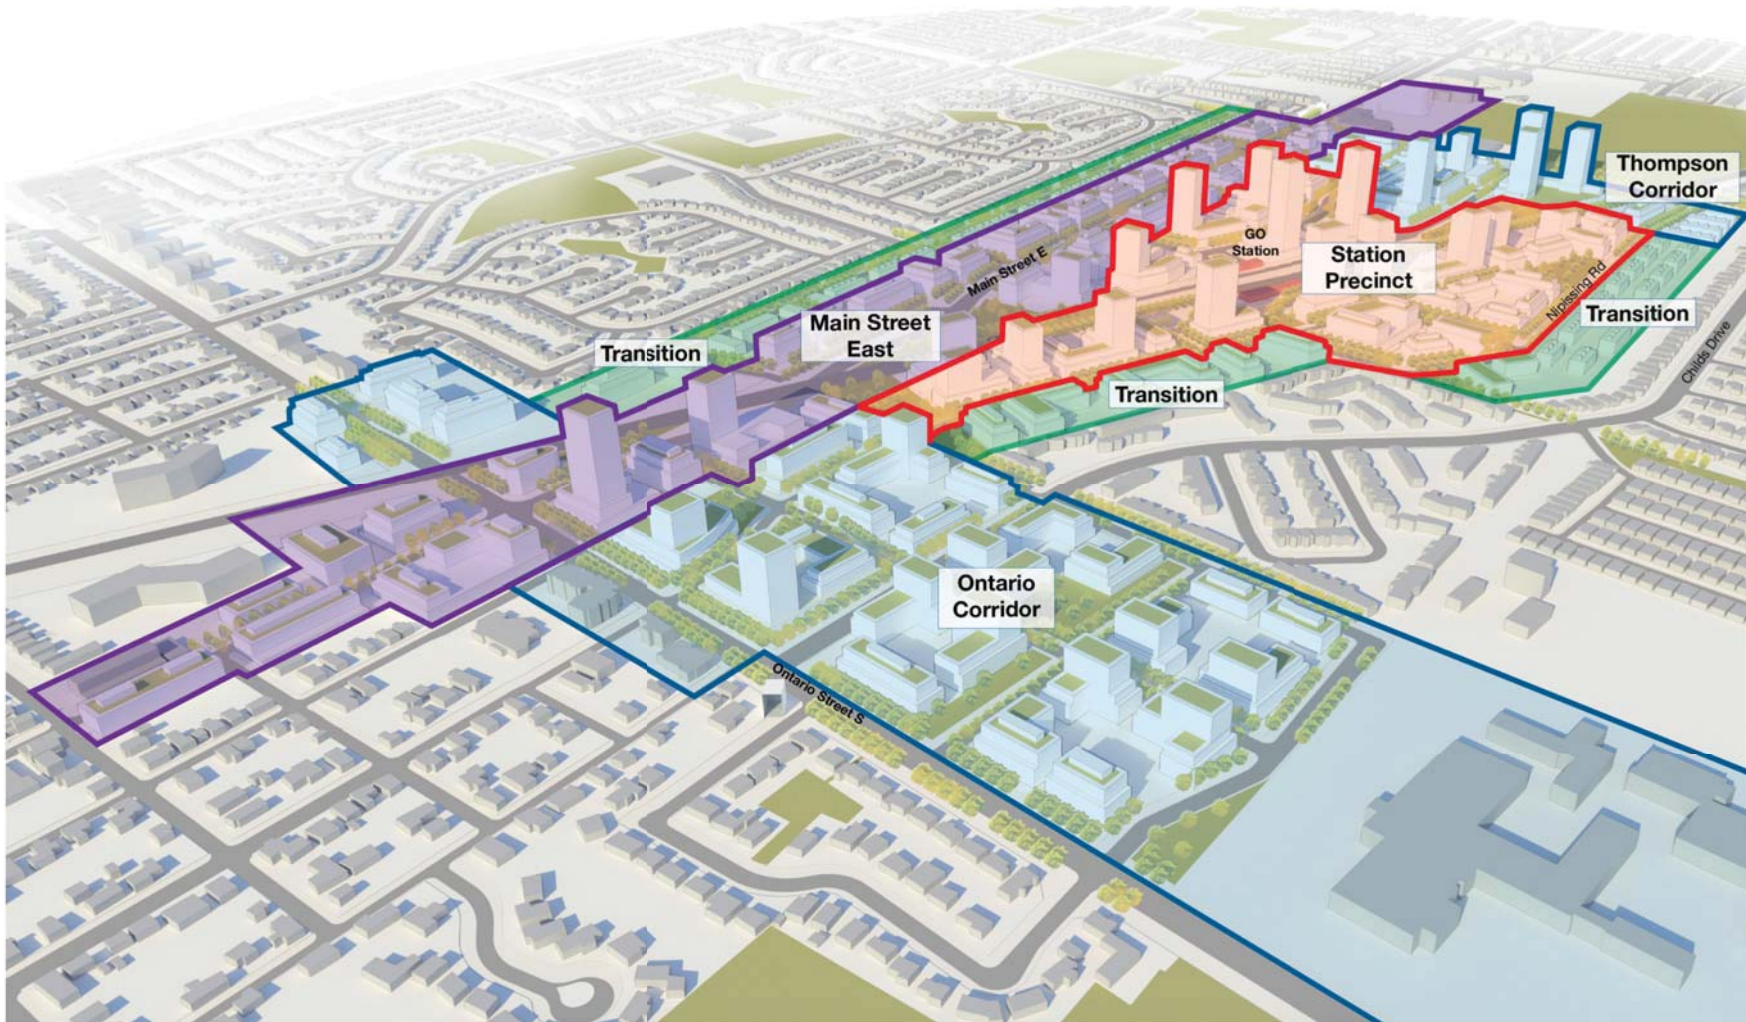 Thompson
Corridor
GO
Station
Station
Precinct
Main Street E
Nipissing Rd
Transition
Main Street
East
Transition
Childs Drive
Transition
Ontario
Corridor
Ontario Street S